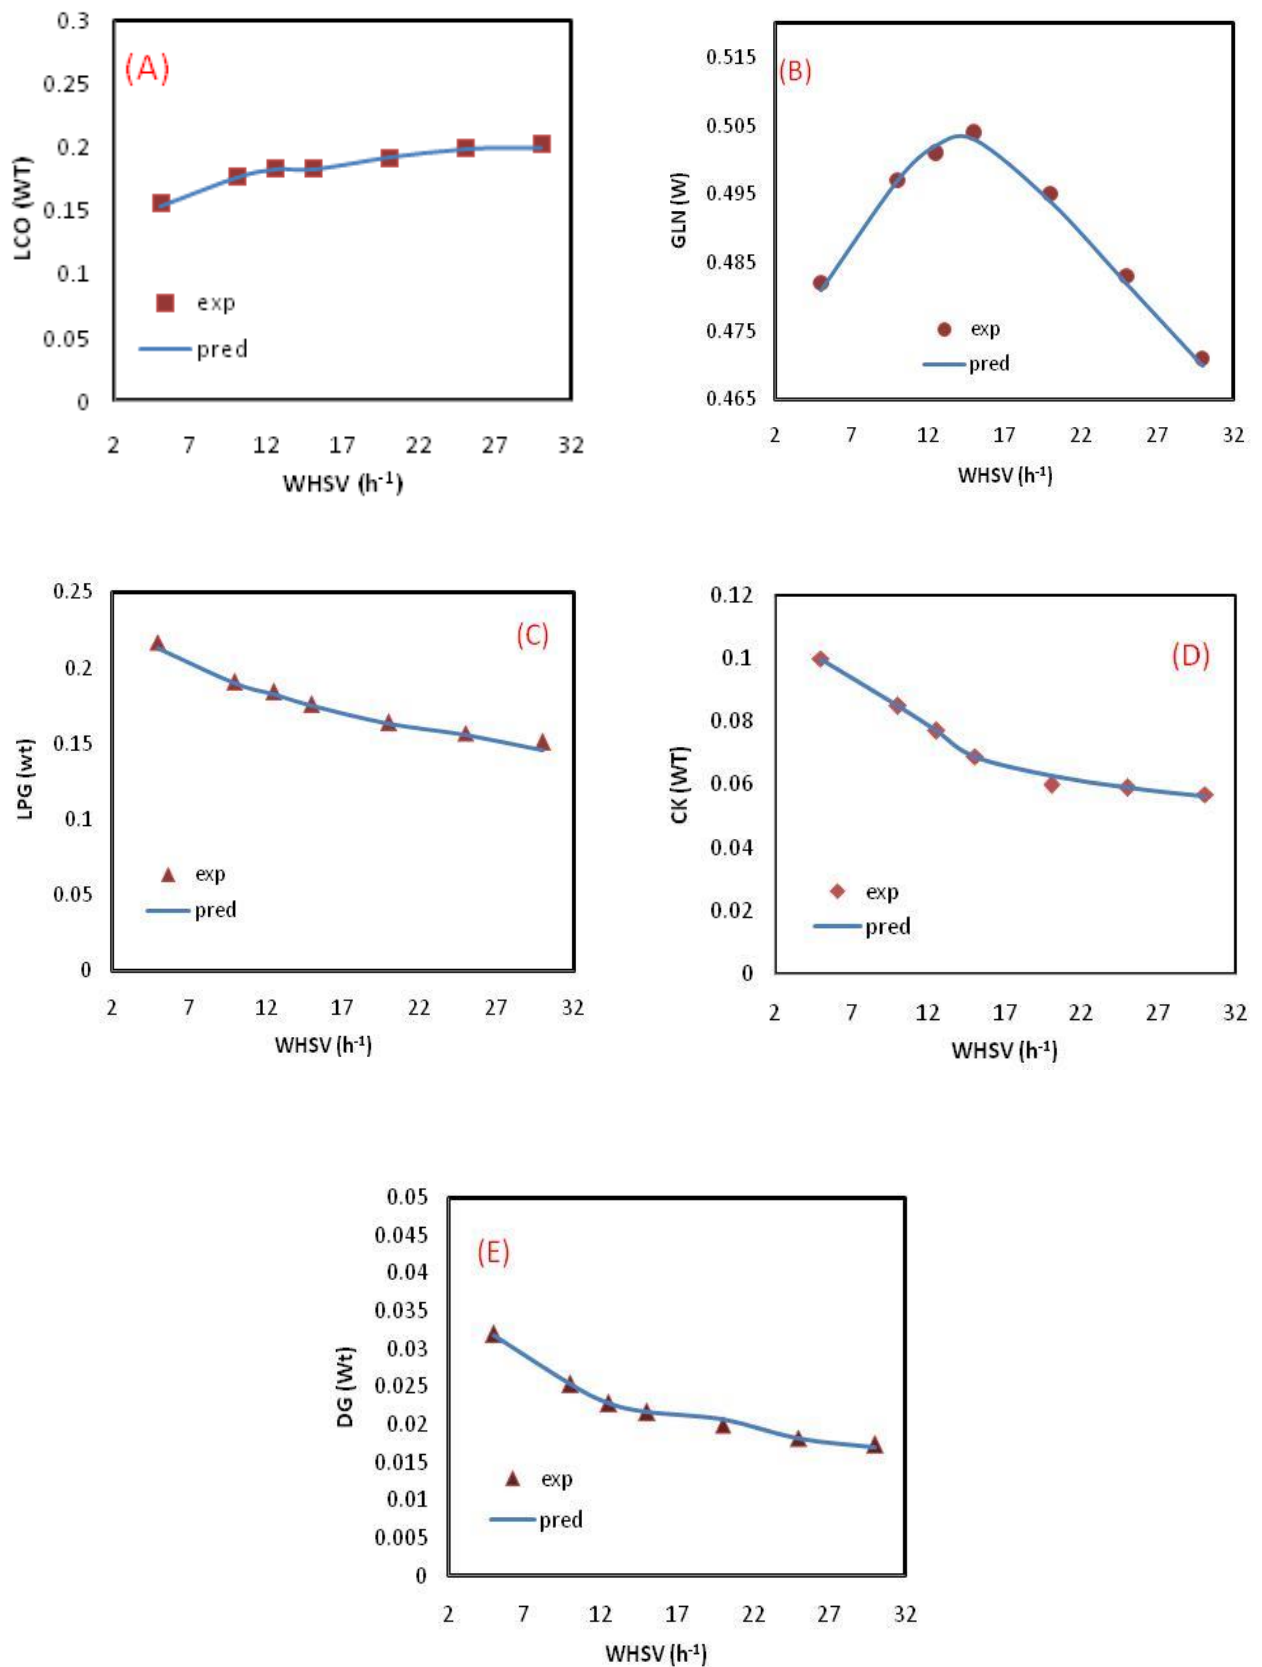 0.3
(A)
0.25
0.2
0.15
0.1
0.05
0
LCO (WT)
exp
pred
2 7 12 17 22 27 32
WHSV (h⁻¹)
0.515
(B)
0.505
0.495
0.485
0.475
0.465
GLN (W)
exp
pred
2 7 12 17 22 27 32
WHSV (h⁻¹)
0.25
(C)
0.2
0.15
0.1
0.05
0
LPG (wt)
exp
pred
2 7 12 17 22 27 32
WHSV (h⁻¹)
0.12
0.1
(D)
0.08
0.06
0.04
0.02
0
CK (WT)
exp
pred
2 7 12 17 22 27 32
WHSV (h⁻¹)
0.05
0.045
(E)
0.04
0.035
0.03
0.025
0.02
0.015
0.01
0.005
0
DG (Wt)
exp
pred
2 7 12 17 22 27 32
WHSV (h⁻¹)